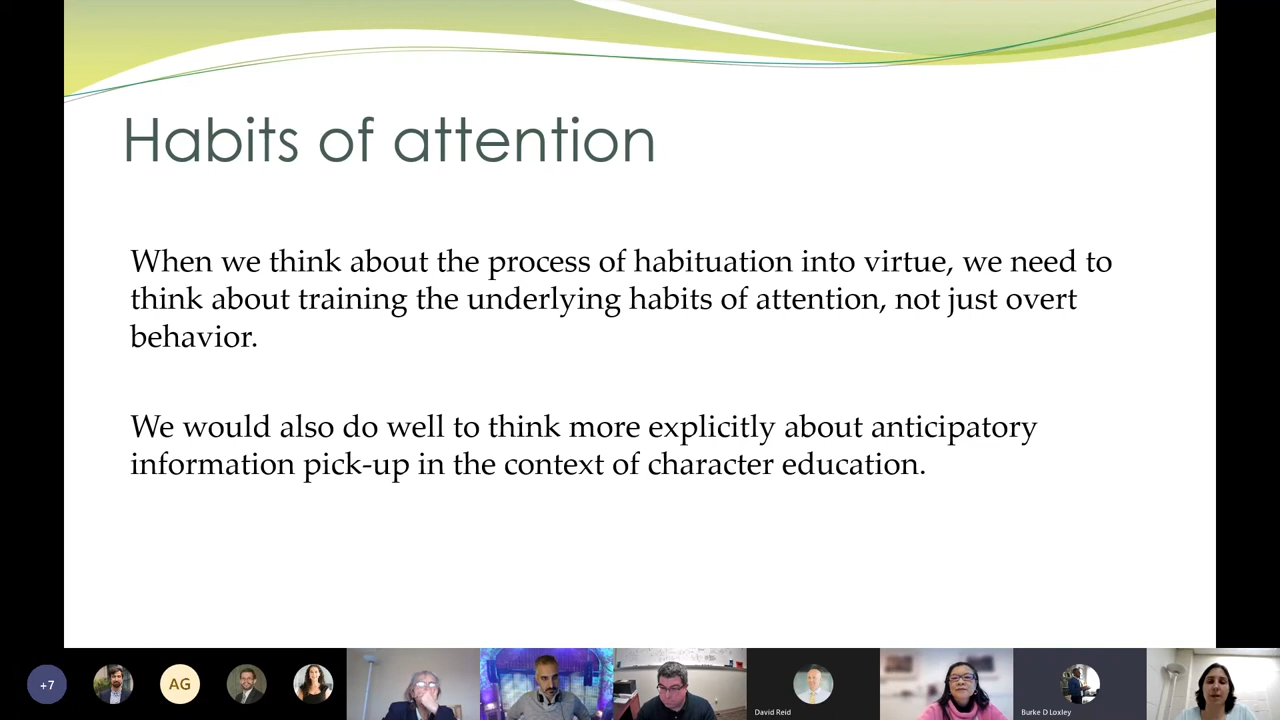 Habits of attention
When we think about the process of habituation into virtue, we need to
think about training the underlying habits of attention, not just overt
behavior.
We would also do well to think more explicitly about anticipatory
information pick-up in the context of character education.
+7
AG
David Reid
Burke D Loxley